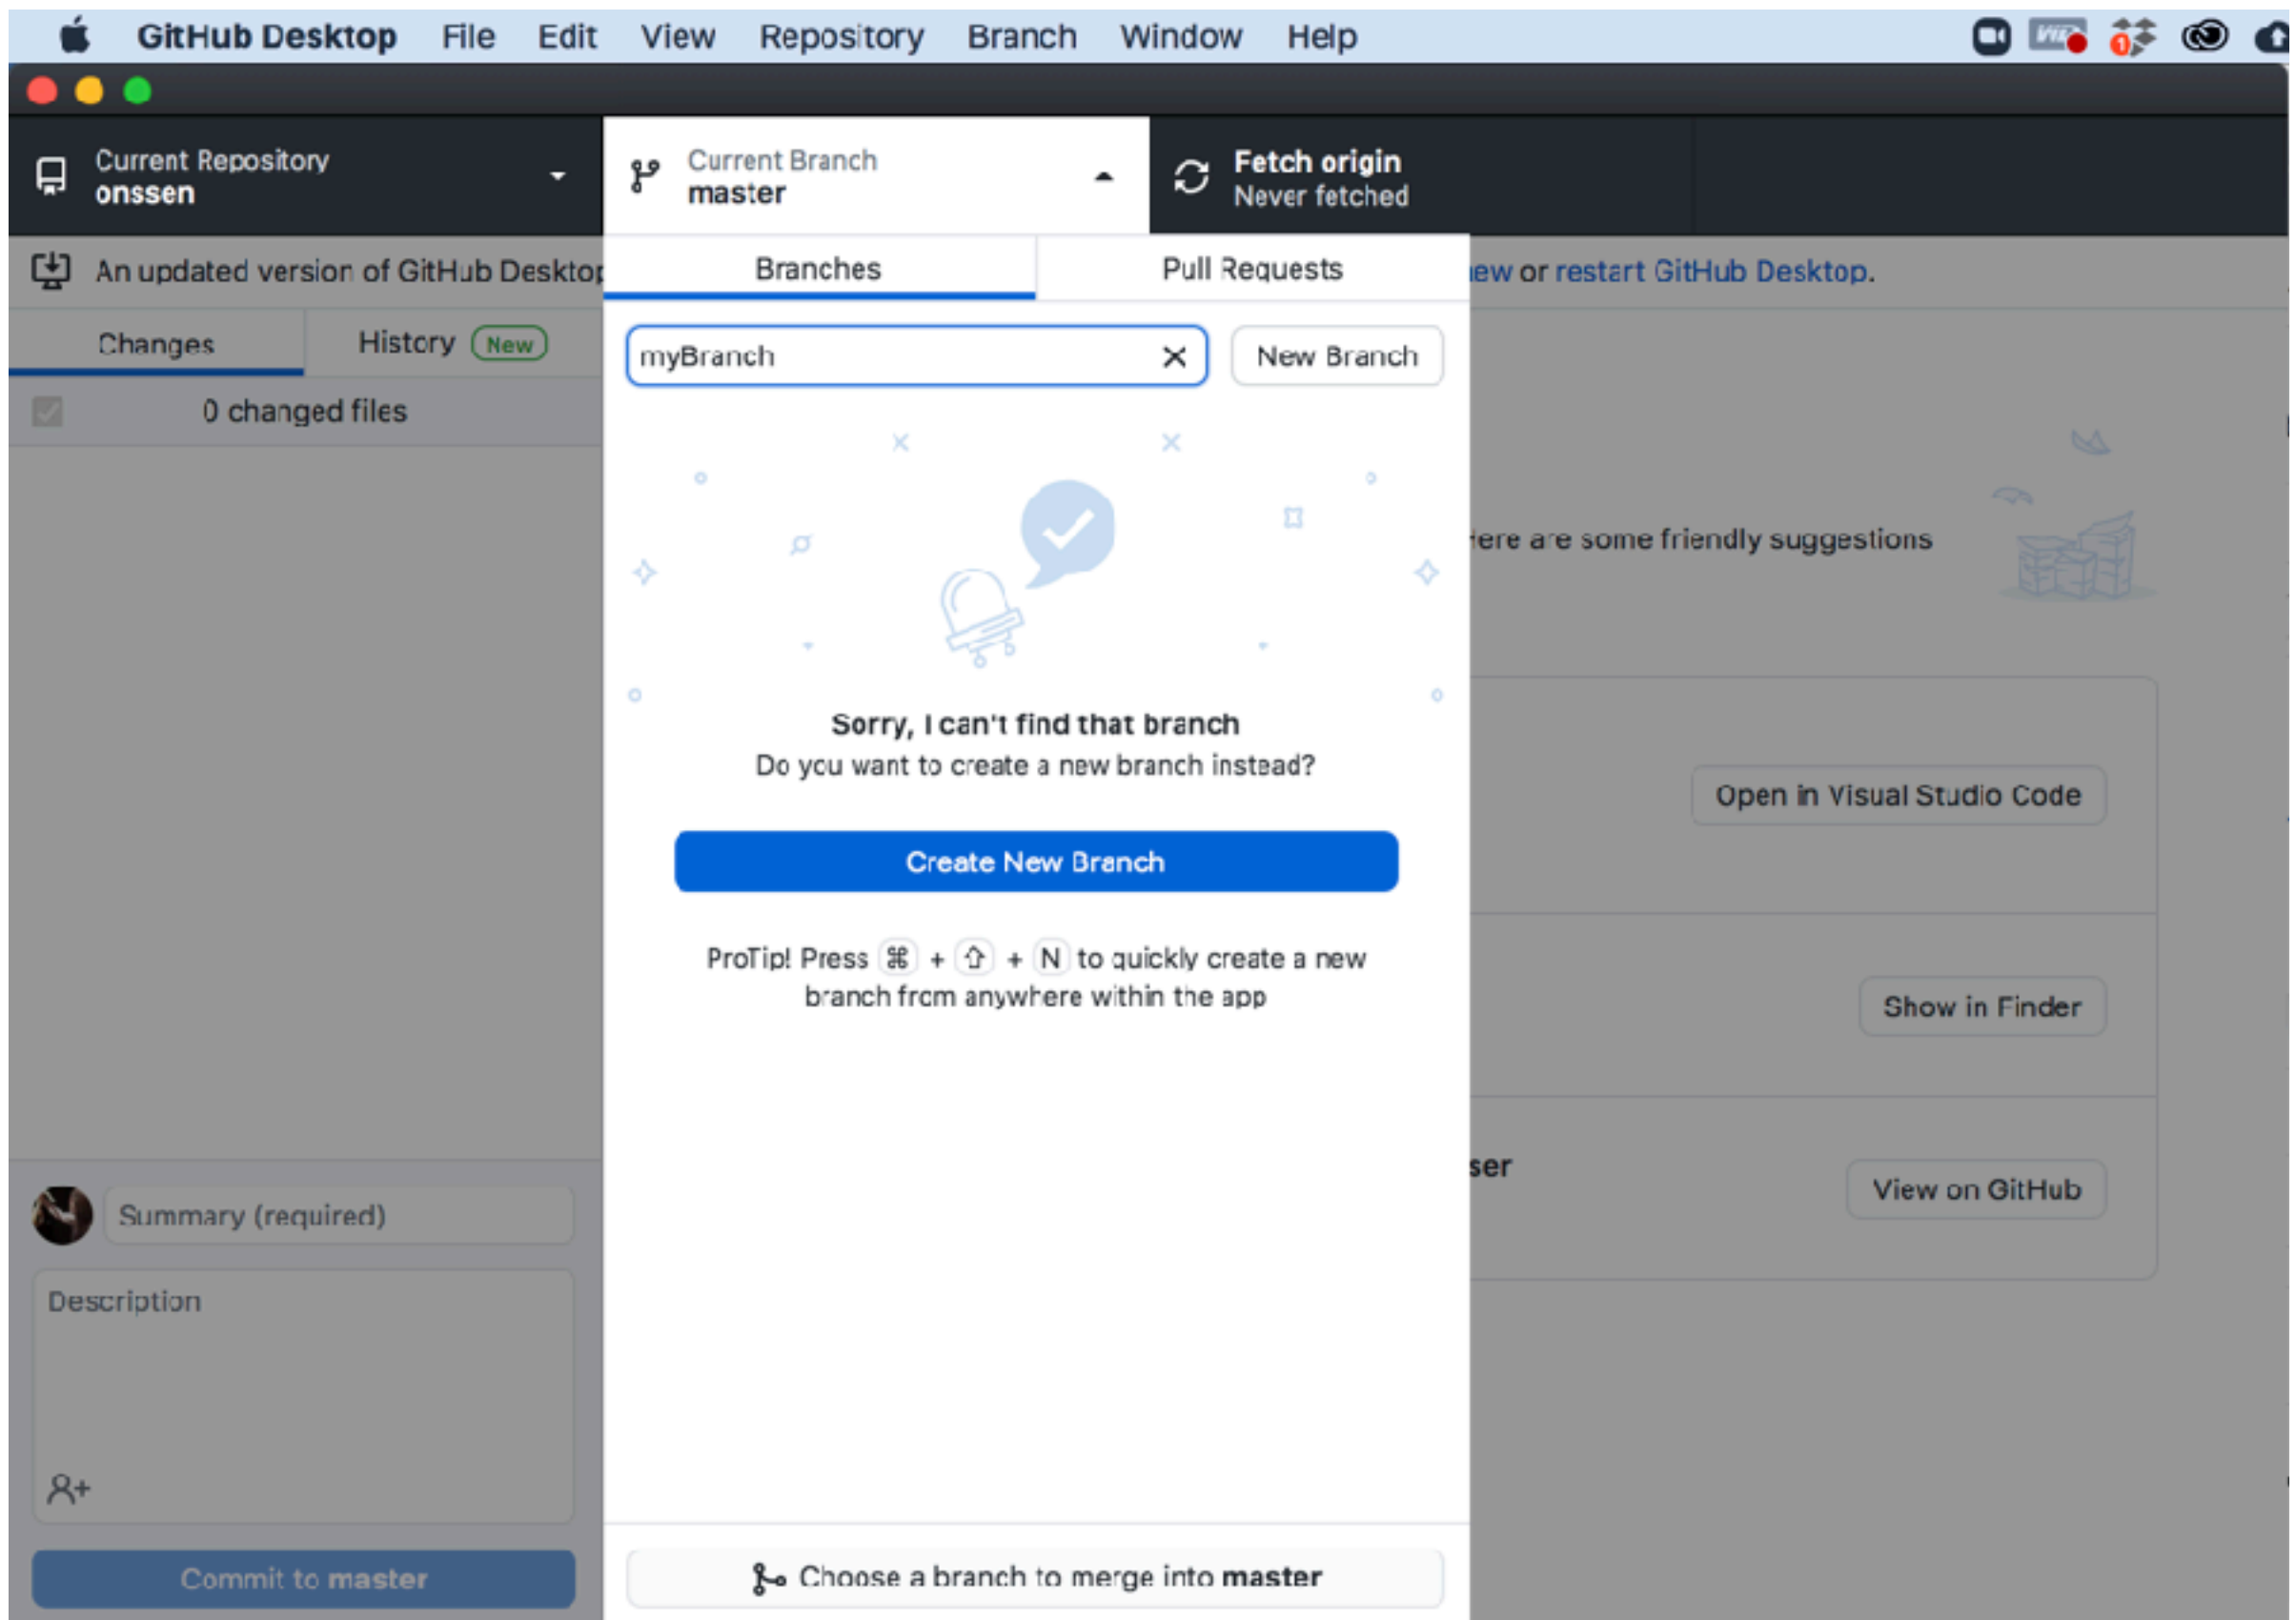 GitHub Desktop File Edit View Repository Branch Window Help
1
Current Repository
onssen
Current Branch
master
Fetch origin
Never fetched
An updated version of GitHub Desktop
or restart GitHub Desktop.
Branches Pull Requests
Changes History New
myBranch New Branch
0 changed files
are some friendly suggestions
Sorry, I can't find that branch
Do you want to create a new branch instead?
Open in Visual Studio Code
Create New Branch
ProTip! Press ⌘ + ⇧ + N to quickly create a new
branch from anywhere within the app
Show in Finder
View on GitHub
Summary (required)
Description
Commit to master
Choose a branch to merge into master